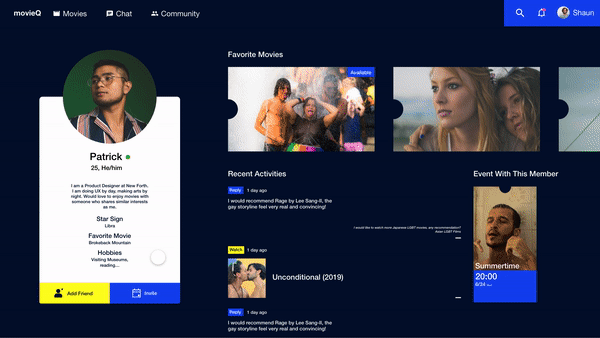 movieQ
Movies
Chat
Community
Shaun
Favorite Movies
Available
Patrick
25, He/him
I am a Product Designer at New Forth,
I am doing UX by day, making arts by
night. Would love to enjoy movies with
someone who shares similar interests
as me.
Star Sign
Libra
Favorite Movie
Brokeback Mountain
Hobbies
Visiting Museums,
reading...
Add Friend
Invite
Recent Activities
Reply 1 day ago
I would recommend Rage by Lee Sang-Il, the
gay storyline feel very real and convincing!
I would like to watch more Japanese LGBT movies, any recommendation?
Asian LGBT Films
Watch 1 day ago
Unconditional (2019)
Reply 1 day ago
I would recommend Rage by Lee Sang-Il, the
gay storyline feel very real and convincing!
Event With This Member
Summertime
20:00